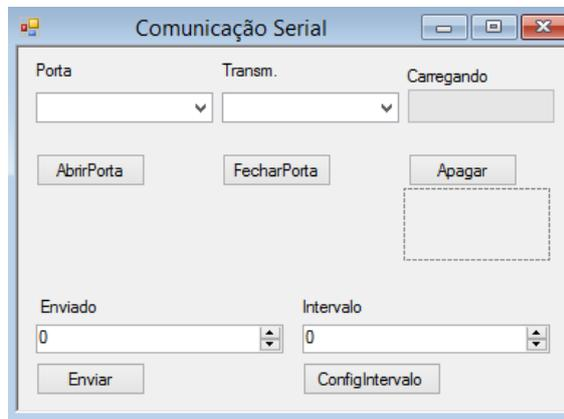 Comunicação Serial
Porta Transm. Carregando
AbrirPorta FecharPorta Apagar
Enviado Intervalo
0 0
Enviar ConfigIntervalo